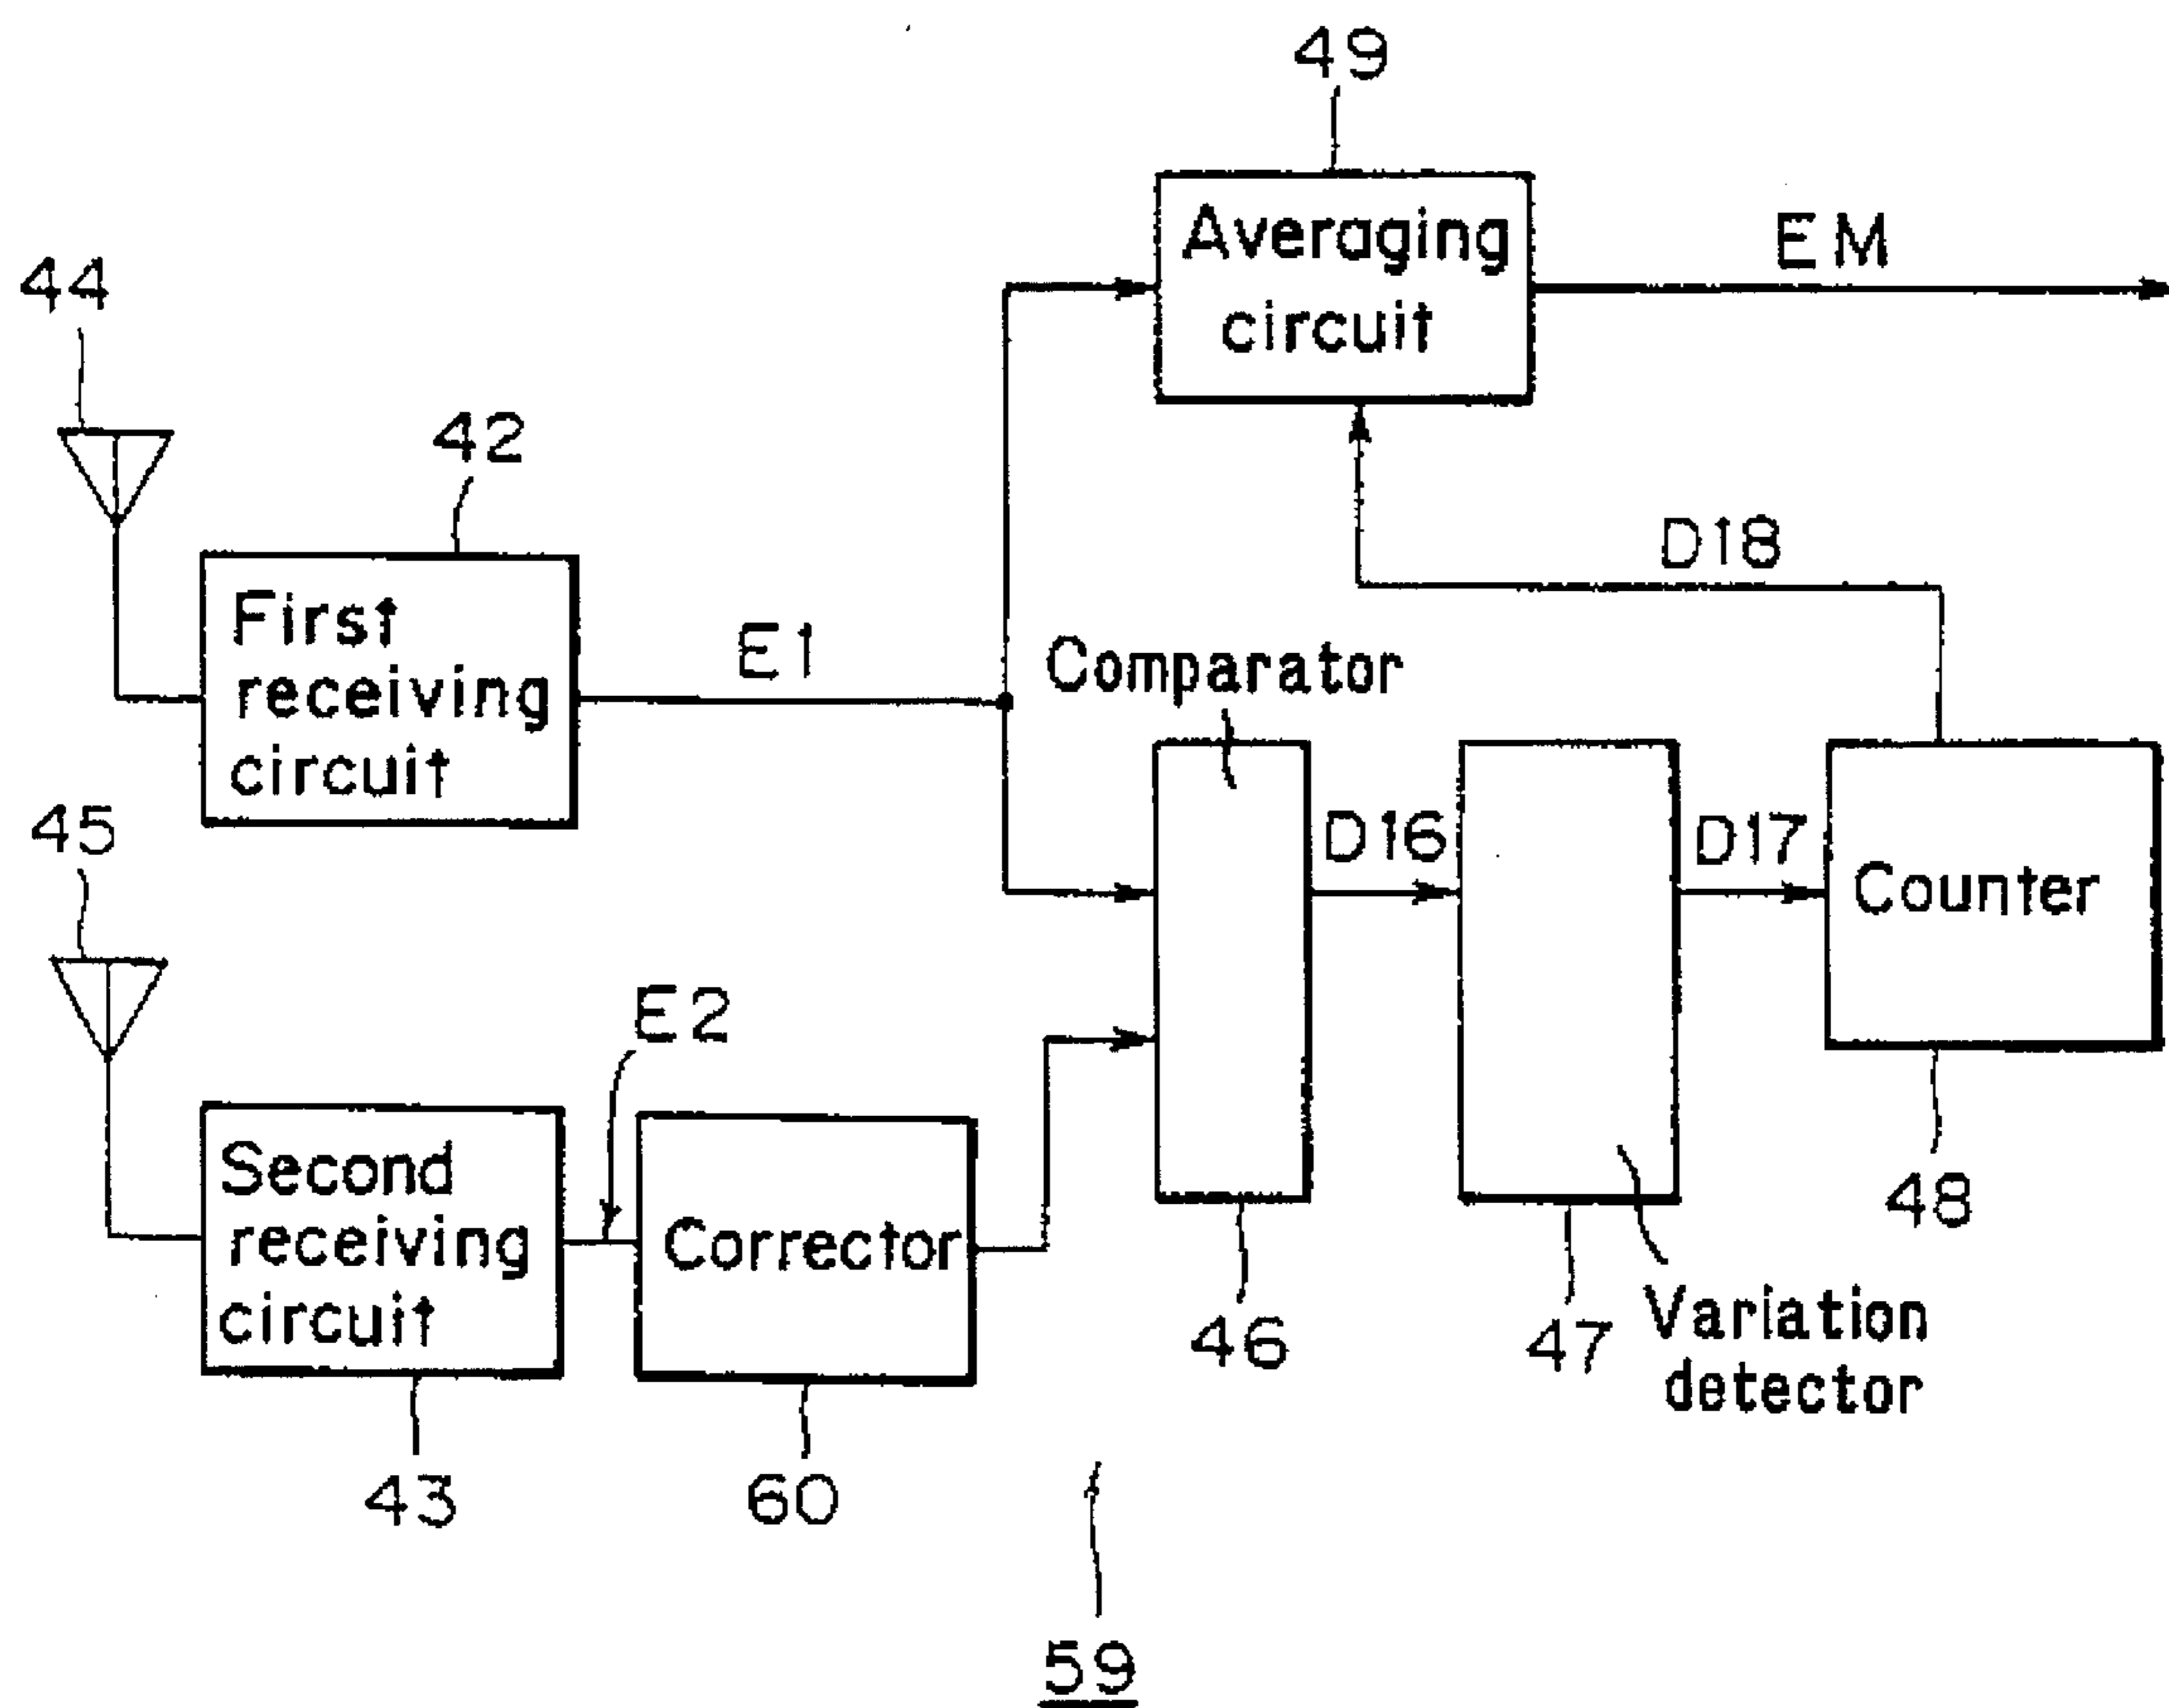 49
Averaging
circuit
EM
44
42
First
receiving
circuit
E1
Comparator
D18
45
D16
D17
Counter
E2
Second
receiving
circuit
Corrector
46
47
Variation
detector
48
43
60
59